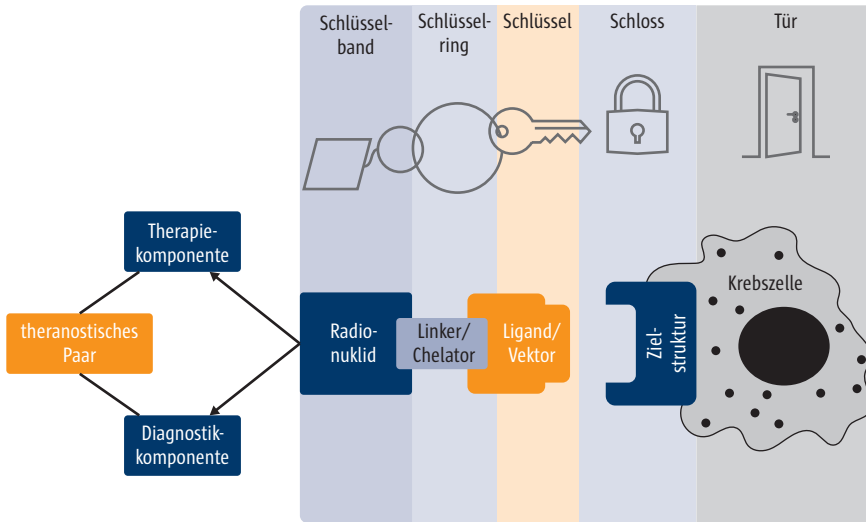 Schlüssel-
band
Schlüssel-
ring
Schlüssel
Schloss
Tür
Therapie-
komponente
theranostisches
Paar
Diagnostik-
komponente
Radio-
nuklid
Linker/
Chelator
Ligand/
Vektor
Ziel-
struktur
Krebszelle